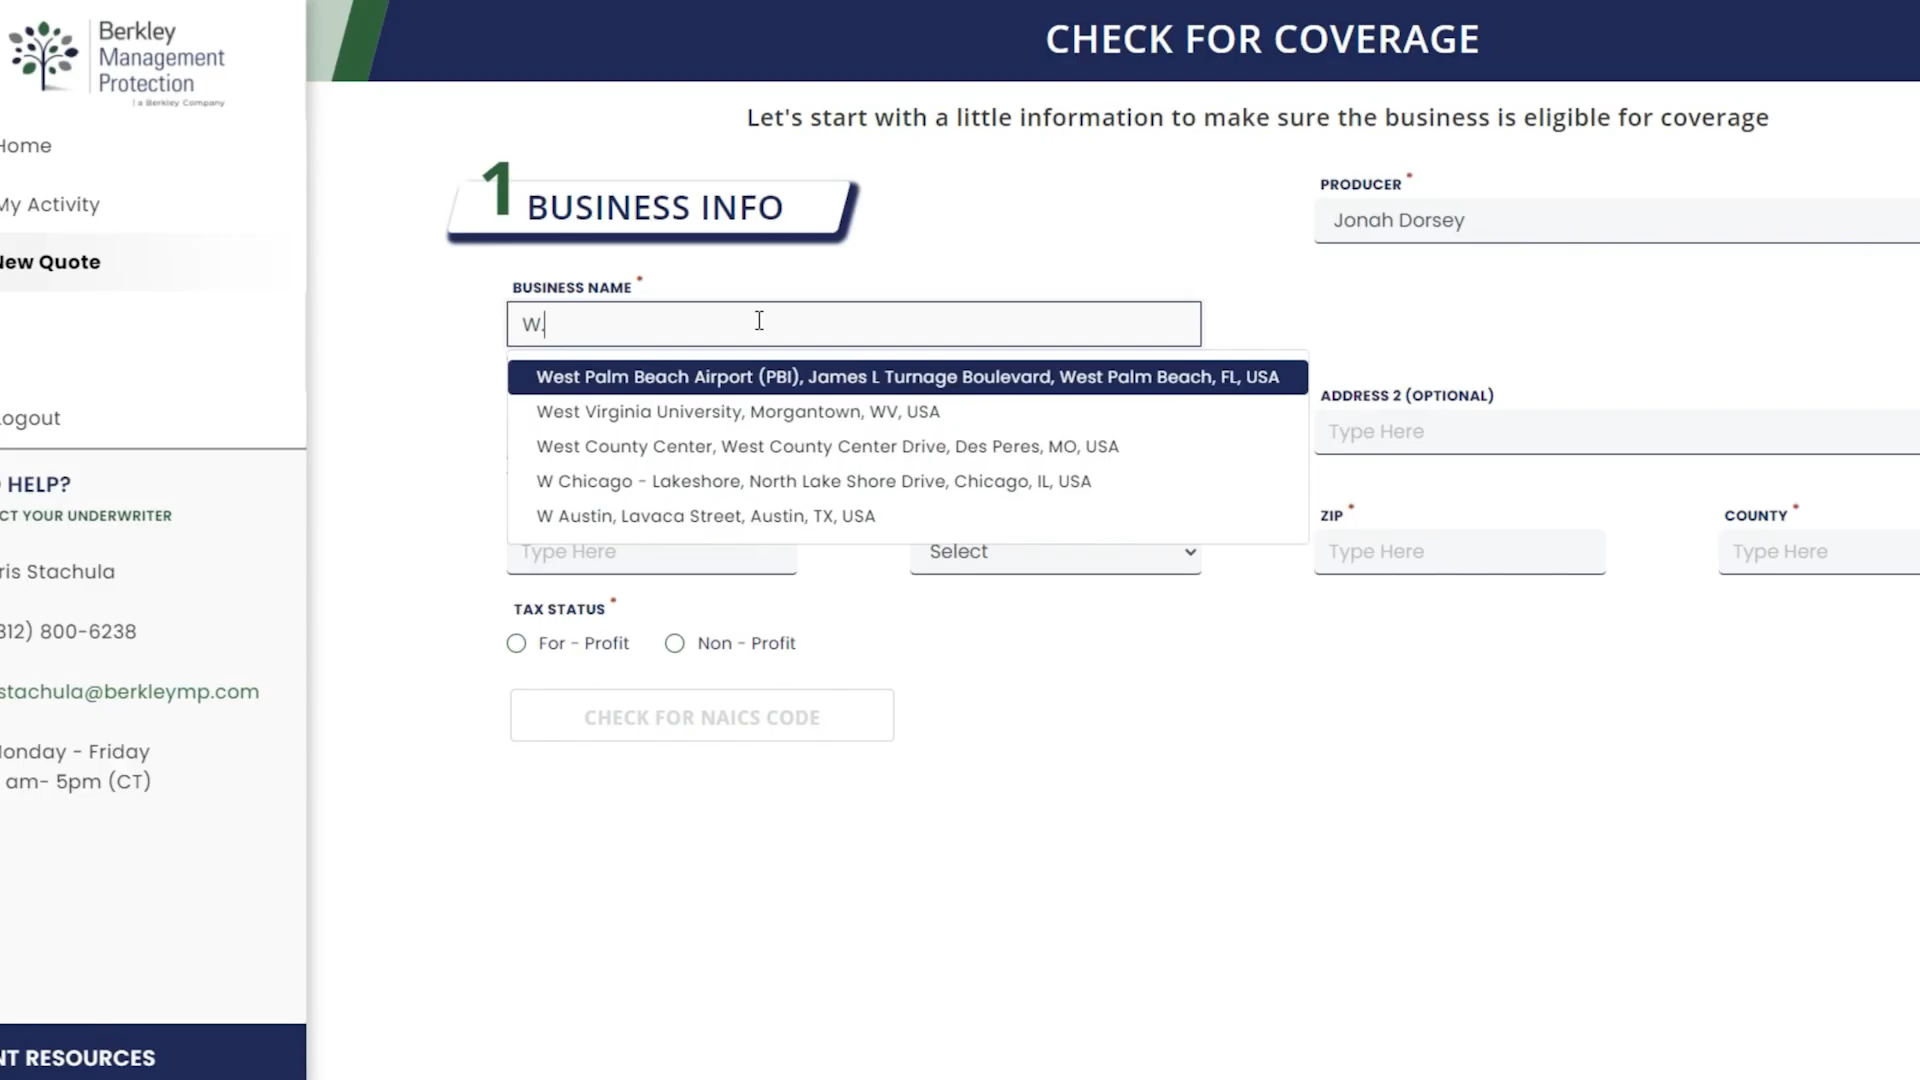 Berkley
Management
Protection
| a Berkley Company
Home
My Activity
New Quote
Logout
HELP?
CT YOUR UNDERWRITER
ris Stachula
312) 800-6238
stachula@berkleymp.com
Monday - Friday
am- 5pm (CT)
NT RESOURCES
CHECK FOR COVERAGE
Let's start with a little information to make sure the business is eligible for coverage
1 BUSINESS INFO
PRODUCER *
Jonah Dorsey
BUSINESS NAME *
W.
West Palm Beach Airport (PBI), James L Turnage Boulevard, West Palm Beach, FL, USA
West Virginia University, Morgantown, WV, USA
West County Center, West County Center Drive, Des Peres, MO, USA
W Chicago - Lakeshore, North Lake Shore Drive, Chicago, IL, USA
W Austin, Lavaca Street, Austin, TX, USA
ADDRESS 2 (OPTIONAL)
Type Here
Type Here
Select
ZIP *
Type Here
COUNTY *
Type Here
TAX STATUS *
For - Profit
Non - Profit
CHECK FOR NAICS CODE